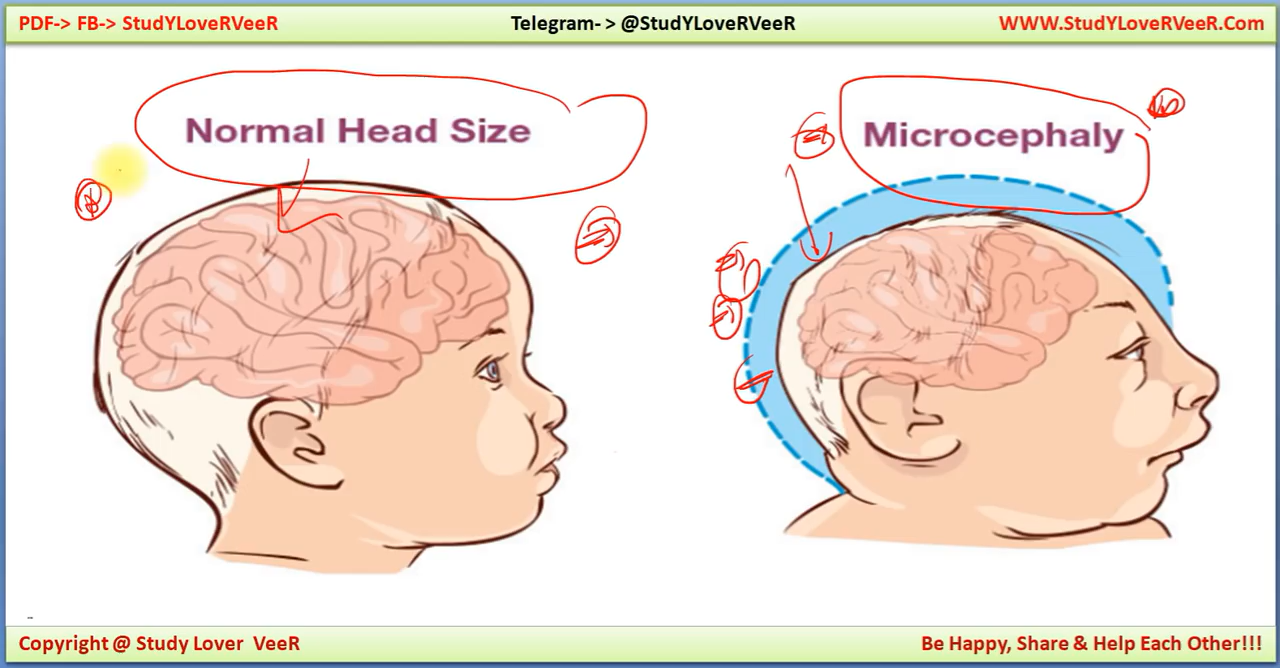 PDF-> FB-> StudYLoveRVeeR
Telegram- > @StudYLoveRVeeR
WWW.StudYLoveRVeeR.Com
Normal Head Size
Microcephaly
Copyright @ Study Lover  VeeR
Be Happy, Share & Help Each Other!!!